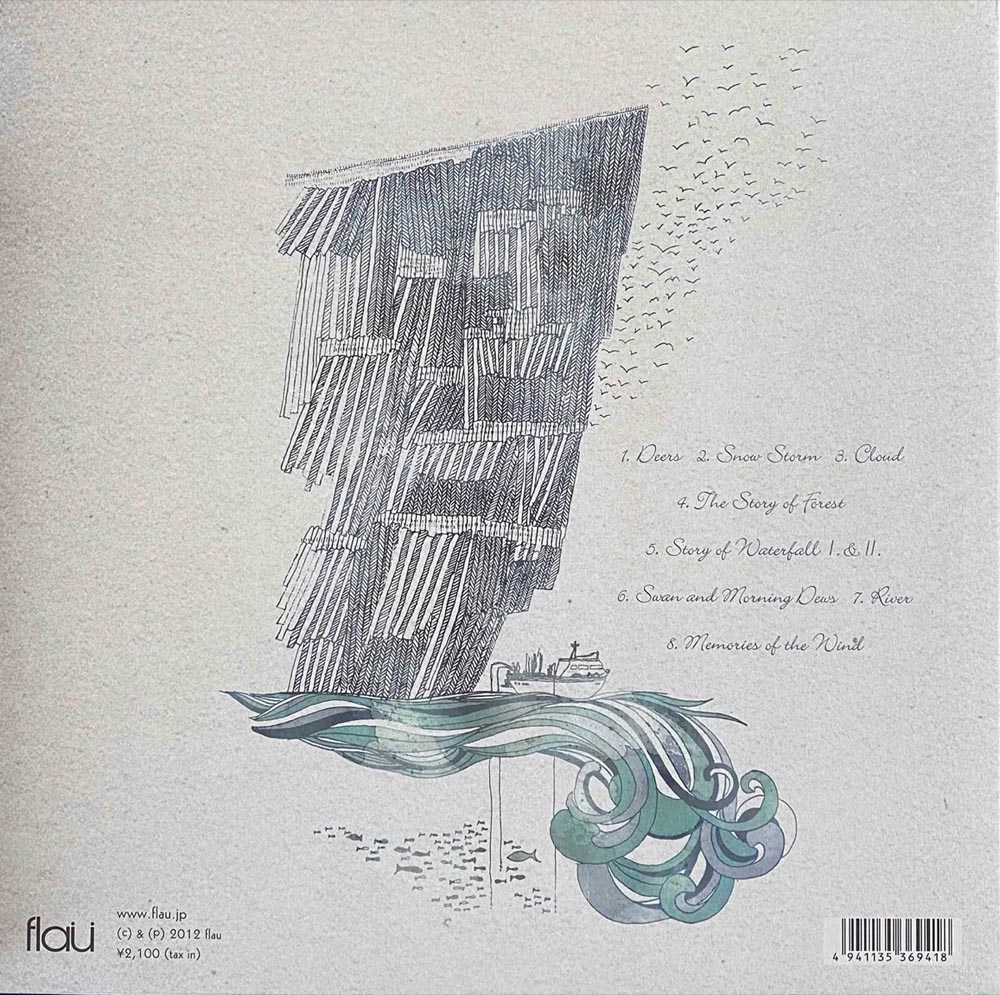 1. Deers 2. Snow Storm 3. Cloud
4. The Story of Forest
5. Story of Waterfall I. & II.
6. Swan and Morning Dews 7. River
8. Memories of the Wind
flaü
www.flau.jp
(c) & (p) 2012 flau
¥2,100 (tax in)
4 941135 369418